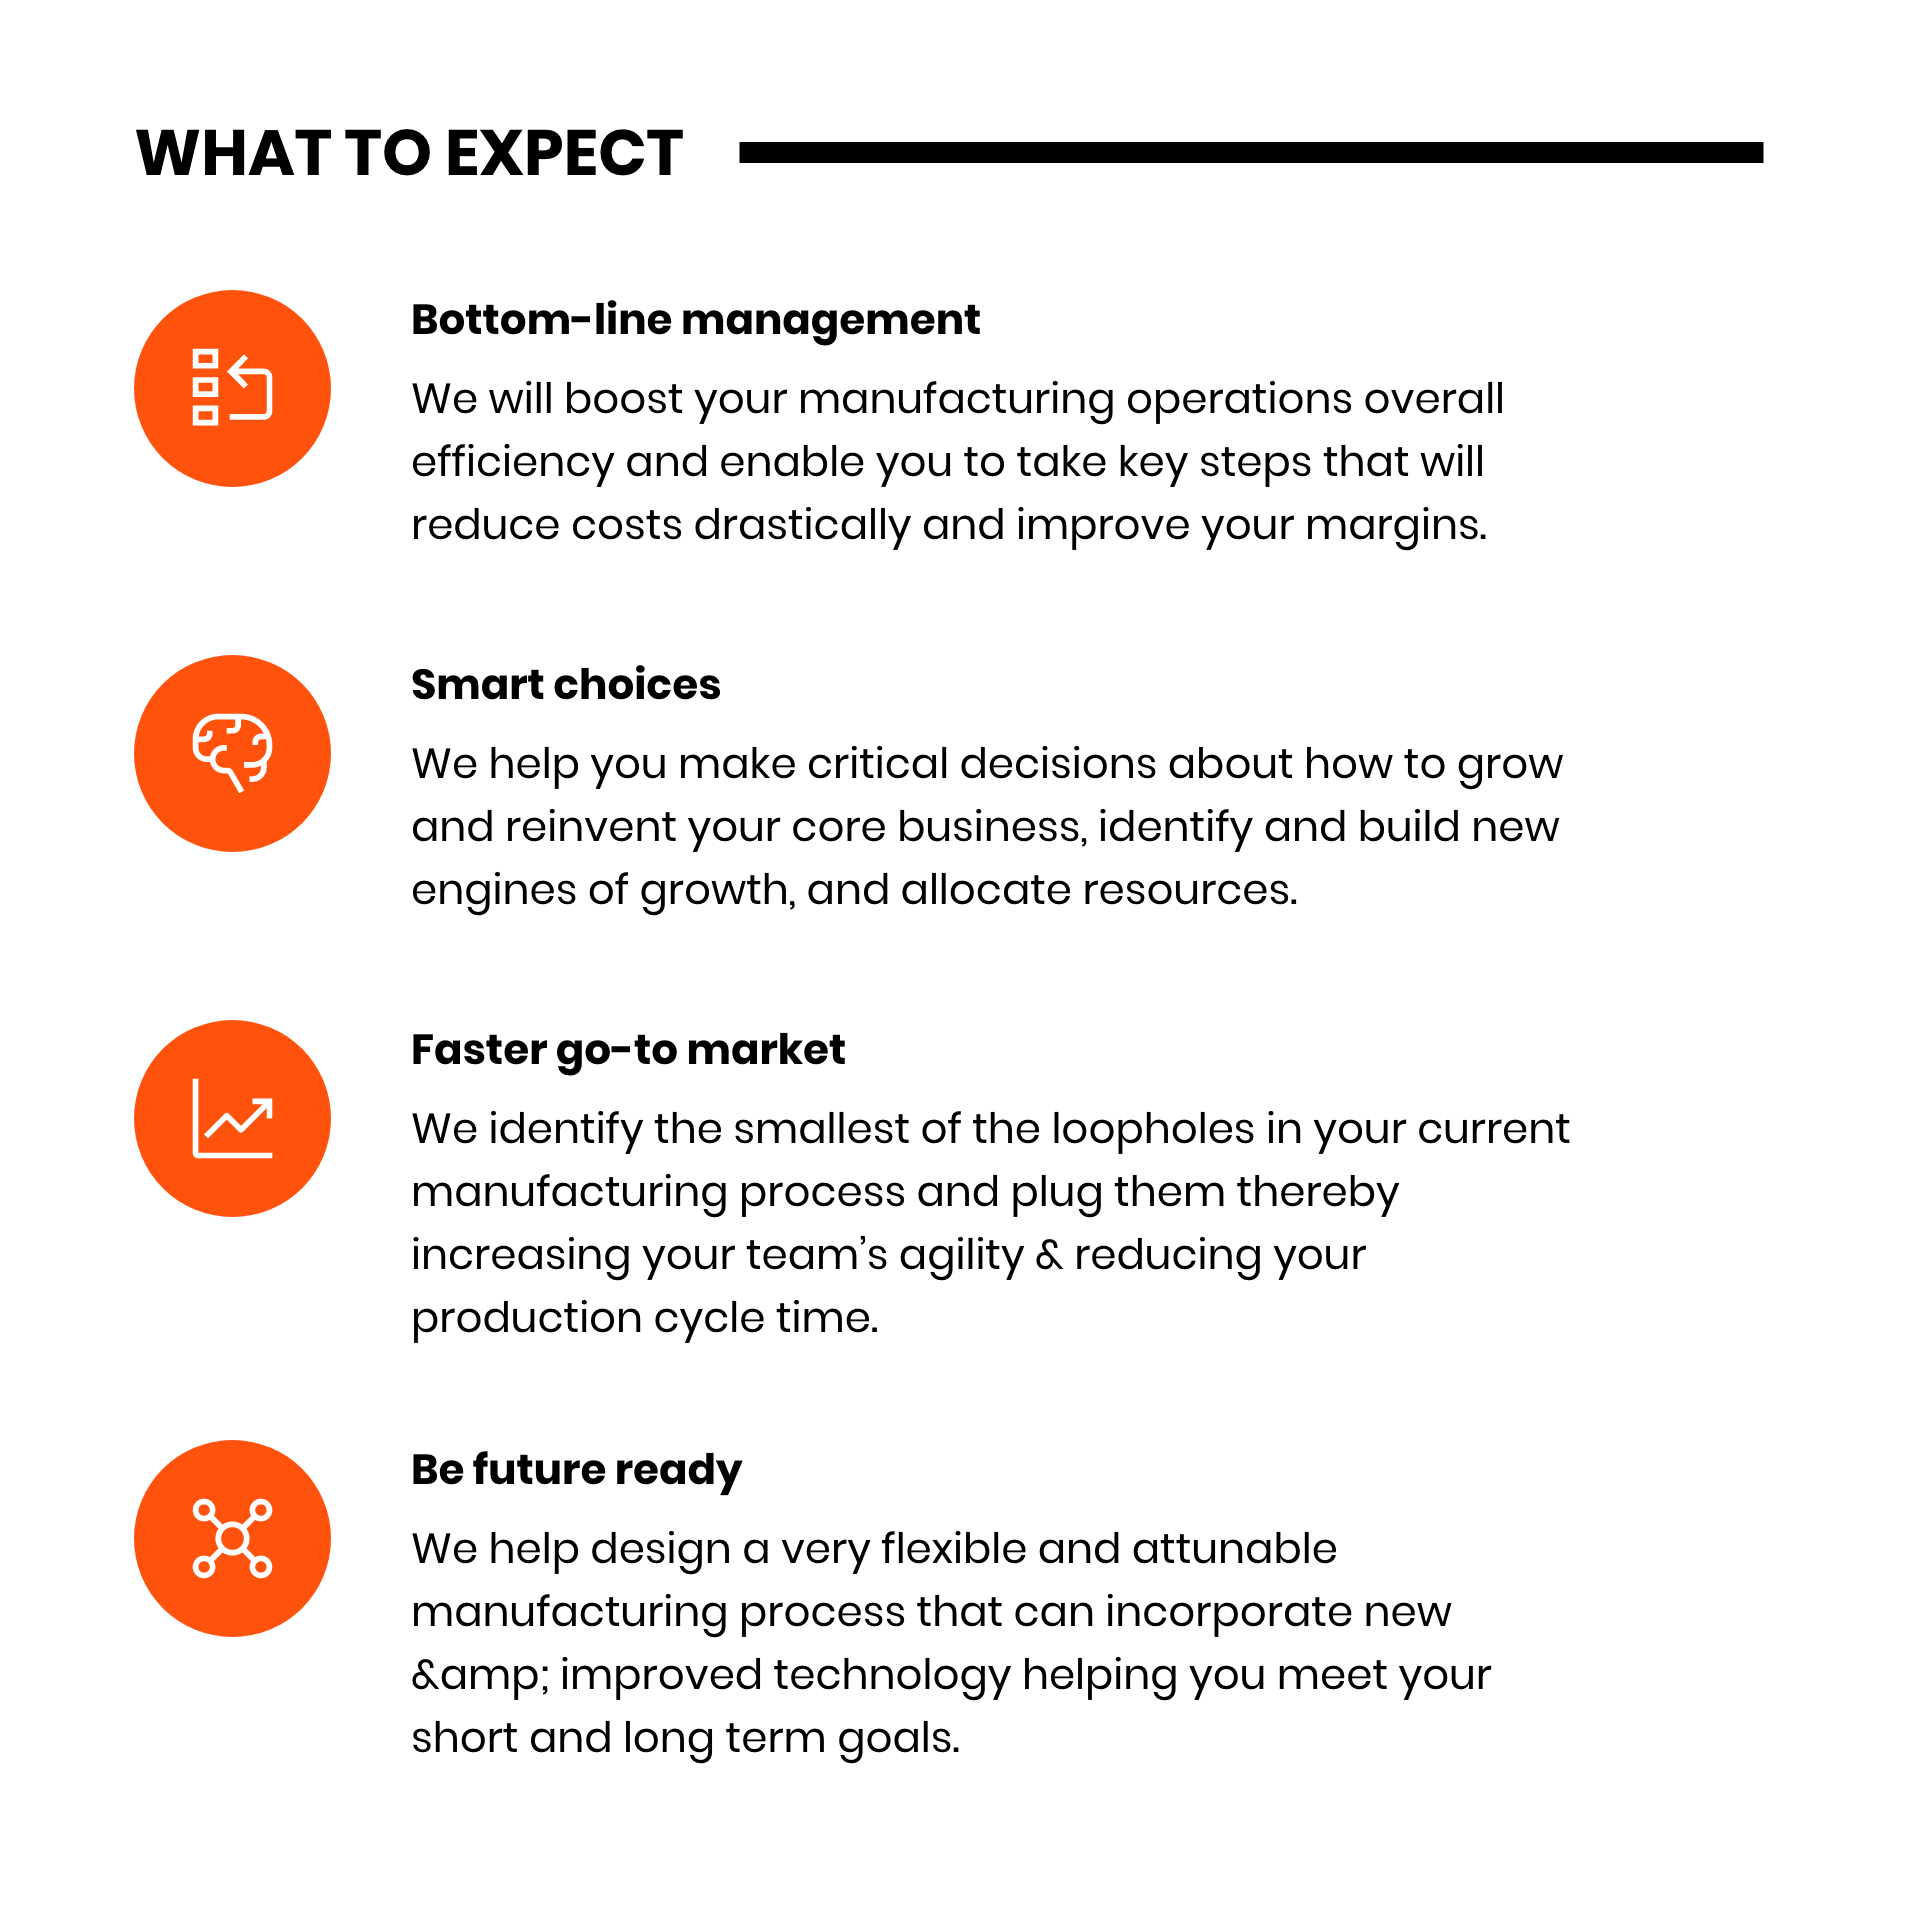 WHAT TO EXPECT
Bottom-line management
We will boost your manufacturing operations overall
efficiency and enable you to take key steps that will
reduce costs drastically and improve your margins.
Smart choices
We help you make critical decisions about how to grow
and reinvent your core business, identify and build new
engines of growth, and allocate resources.
Faster go-to market
We identify the smallest of the loopholes in your current
manufacturing process and plug them thereby
increasing your team’s agility & reducing your
production cycle time.
Be future ready
We help design a very flexible and attunable
manufacturing process that can incorporate new
&amp; improved technology helping you meet your
short and long term goals.